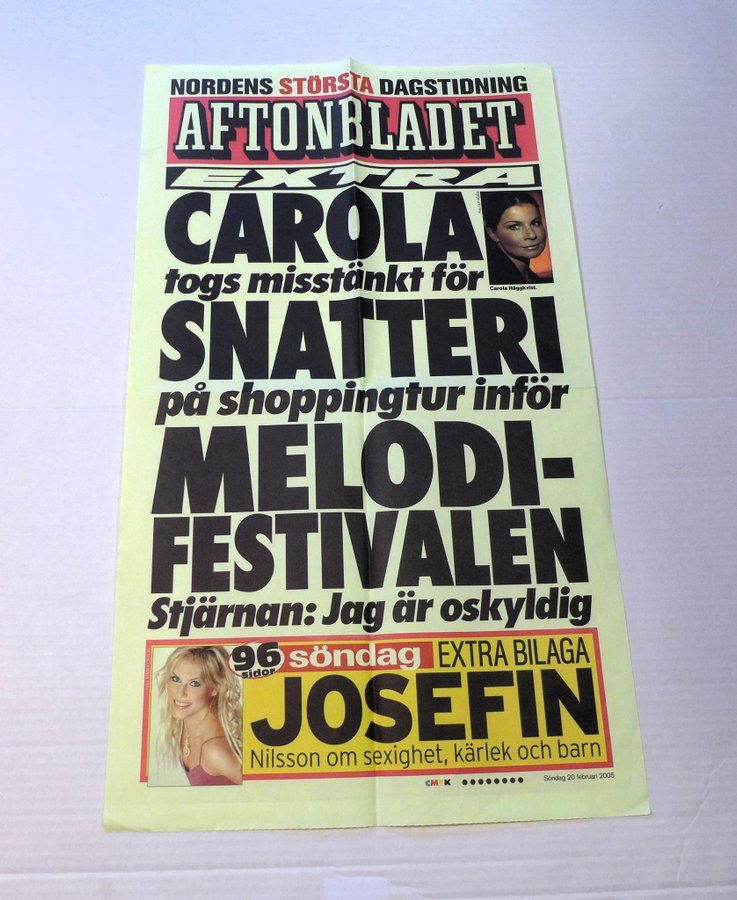 NORDENS STÖRSTA DAGSTIDNING
AFTONBLADET
EXTRA
CAROLA
togs misstänkt för
Carola Häggkvist.
SNATTERI
på shoppingtur inför
MELODI-
FESTIVALEN
Stjärnan: Jag är oskyldig
96 sidor
söndag EXTRA BILAGA
JOSEFIN
Nilsson om sexighet, kärlek och barn
CMYK
Söndag 20 februari 2005